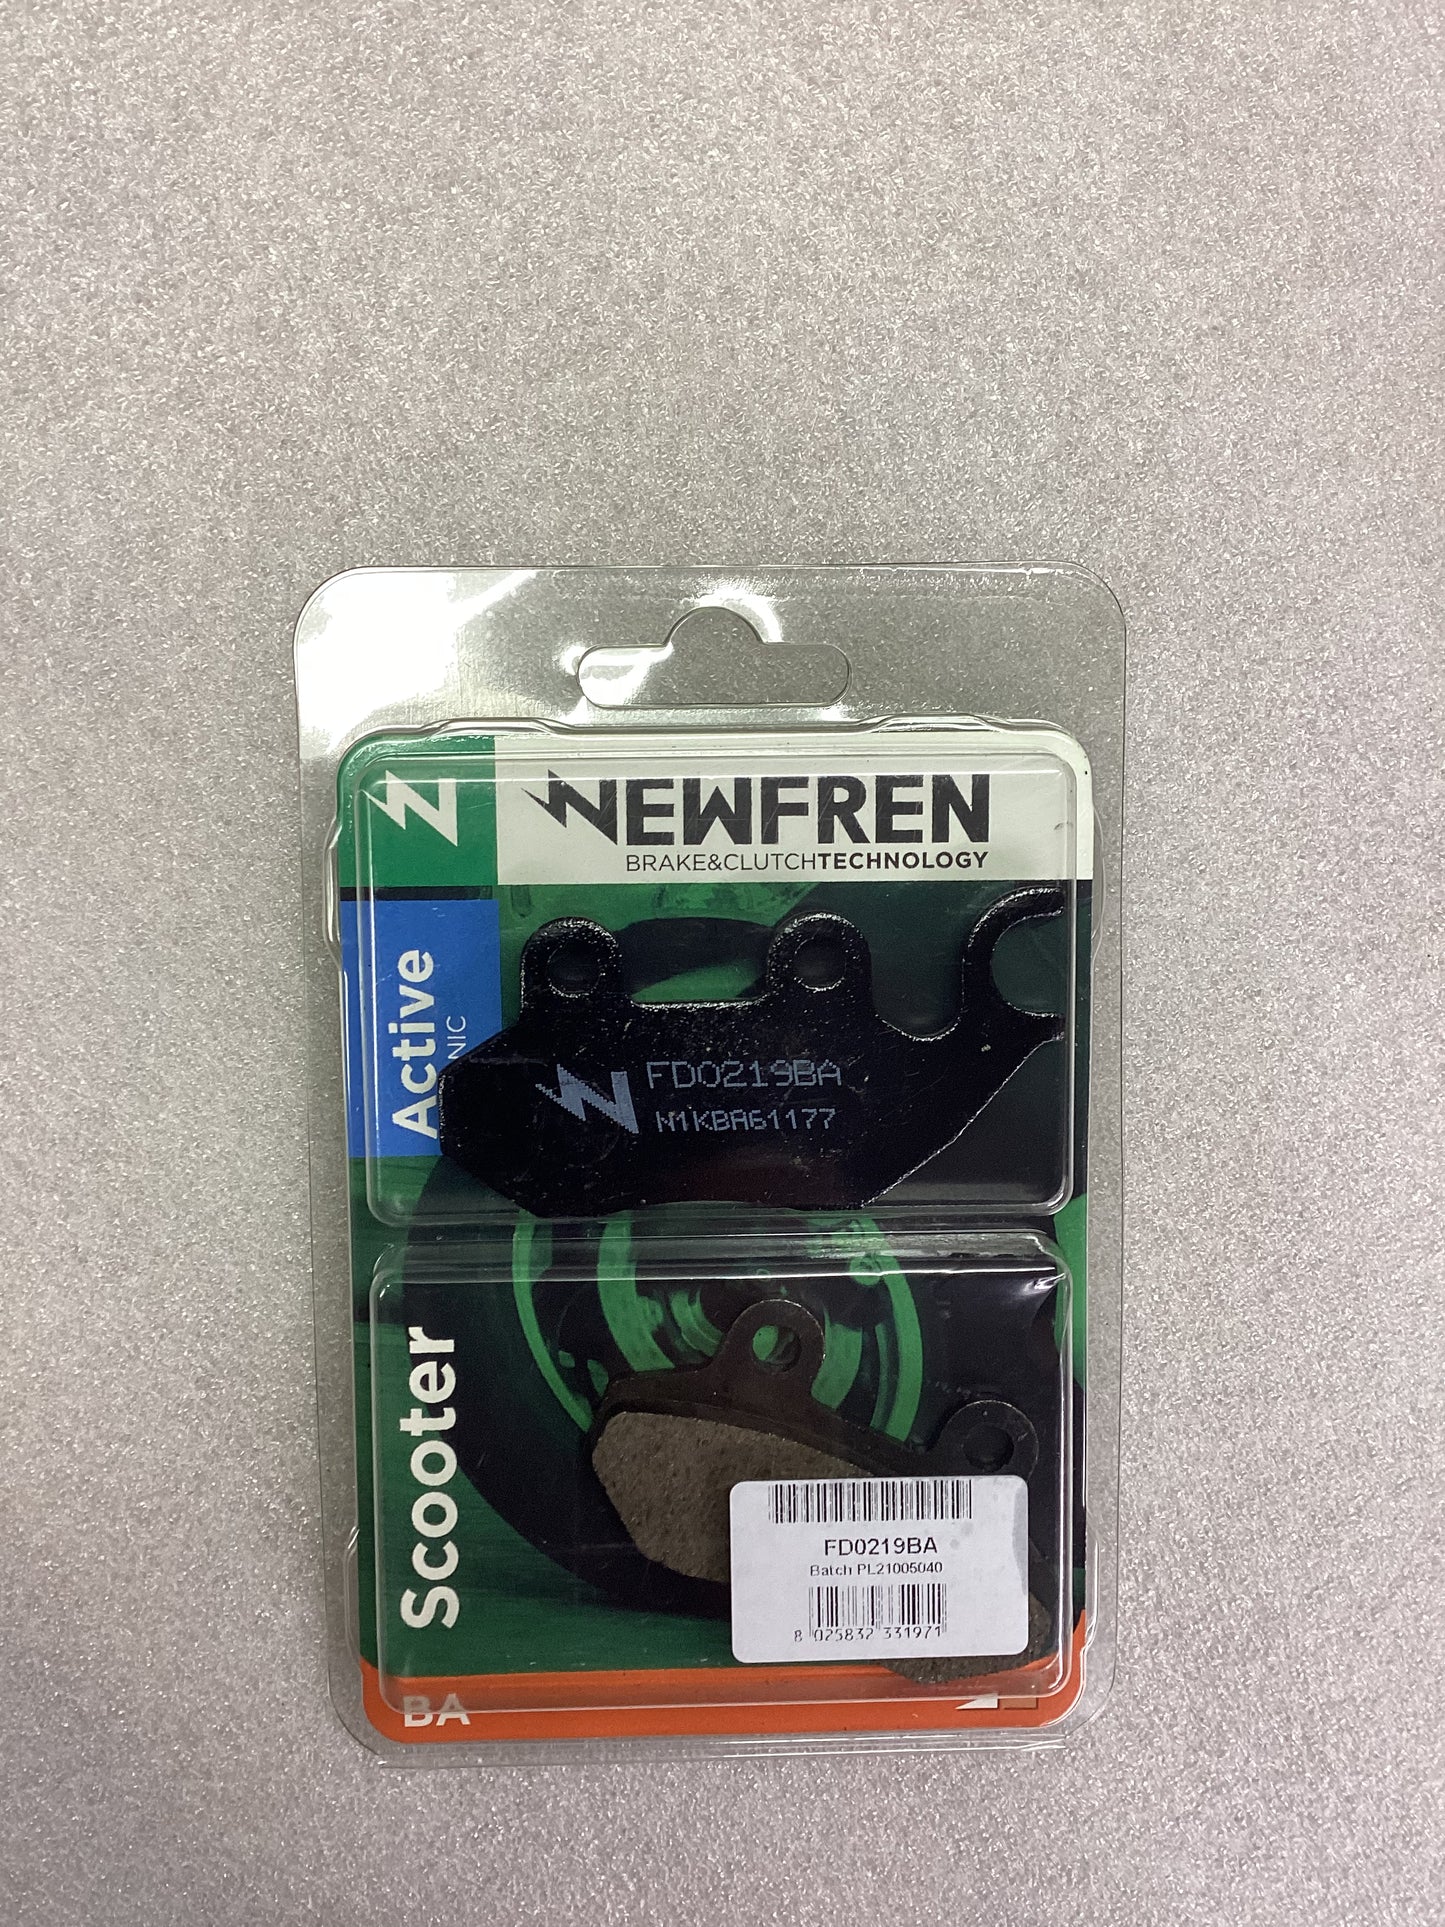 NEWFREN
BRAKE&CLUTCHTECHNOLOGY
Active
FD0219BA
N1KBA61177
Scooter
FD0219BA
Batch PL21005040
8 025832 331971
BA